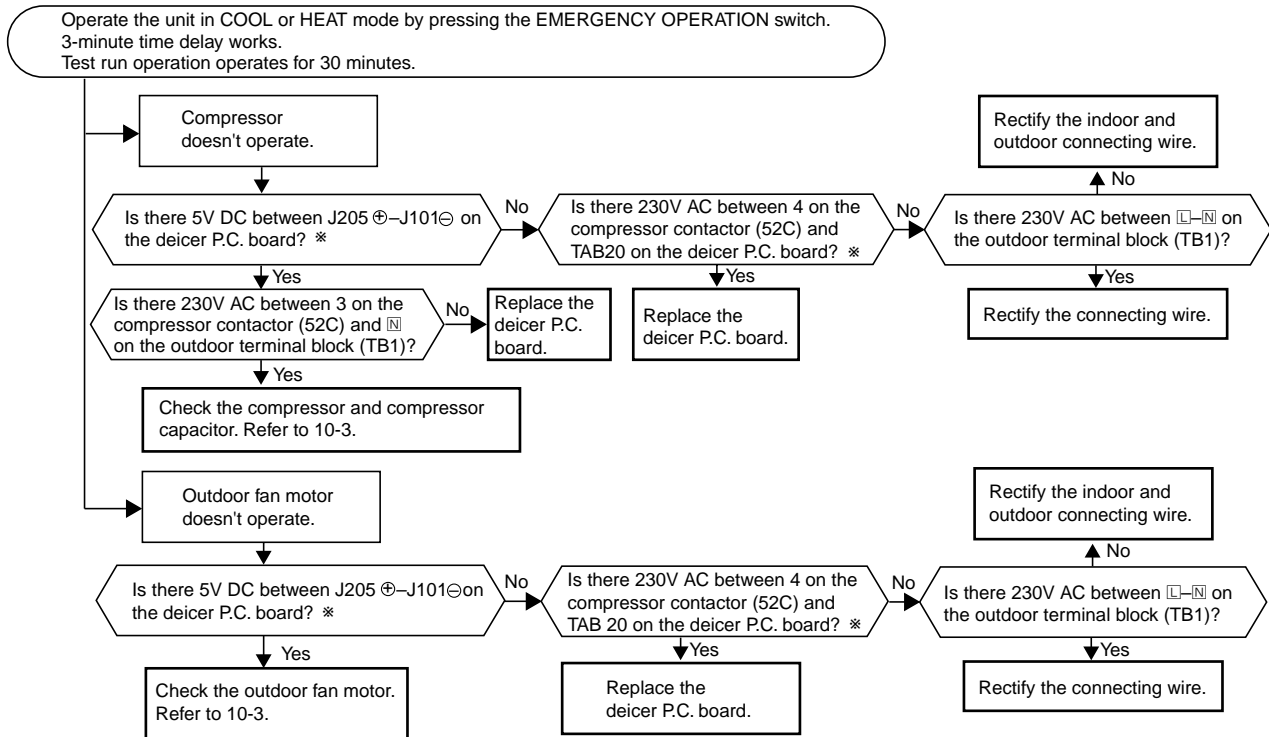 Operate the unit in COOL or HEAT mode by pressing the EMERGENCY OPERATION switch.
3-minute time delay works.
Test run operation operates for 30 minutes.
Compressor
doesn't operate.
Rectify the indoor and
outdoor connecting wire.
No
Is there 5V DC between J205 ⊕–J101⊖ on
the deicer P.C. board? ※
No
Is there 230V AC between 4 on the
compressor contactor (52C) and
TAB20 on the deicer P.C. board? ※
No
Is there 230V AC between 🄻–🄽 on
the outdoor terminal block (TB1)?
Yes
Yes
Yes
Is there 230V AC between 3 on the
compressor contactor (52C) and 🄽
on the outdoor terminal block (TB1)?
No
Replace the
deicer P.C.
board.
Replace the
deicer P.C. board.
Rectify the connecting wire.
Yes
Check the compressor and compressor
capacitor. Refer to 10-3.
Outdoor fan motor
doesn't operate.
Rectify the indoor and
outdoor connecting wire.
No
Is there 5V DC between J205 ⊕–J101⊖on
the deicer P.C. board? ※
No
Is there 230V AC between 4 on the
compressor contactor (52C) and
TAB 20 on the deicer P.C. board? ※
No
Is there 230V AC between 🄻–🄽 on
the outdoor terminal block (TB1)?
Yes
Yes
Yes
Check the outdoor fan motor.
Refer to 10-3.
Replace the
deicer P.C. board.
Rectify the connecting wire.